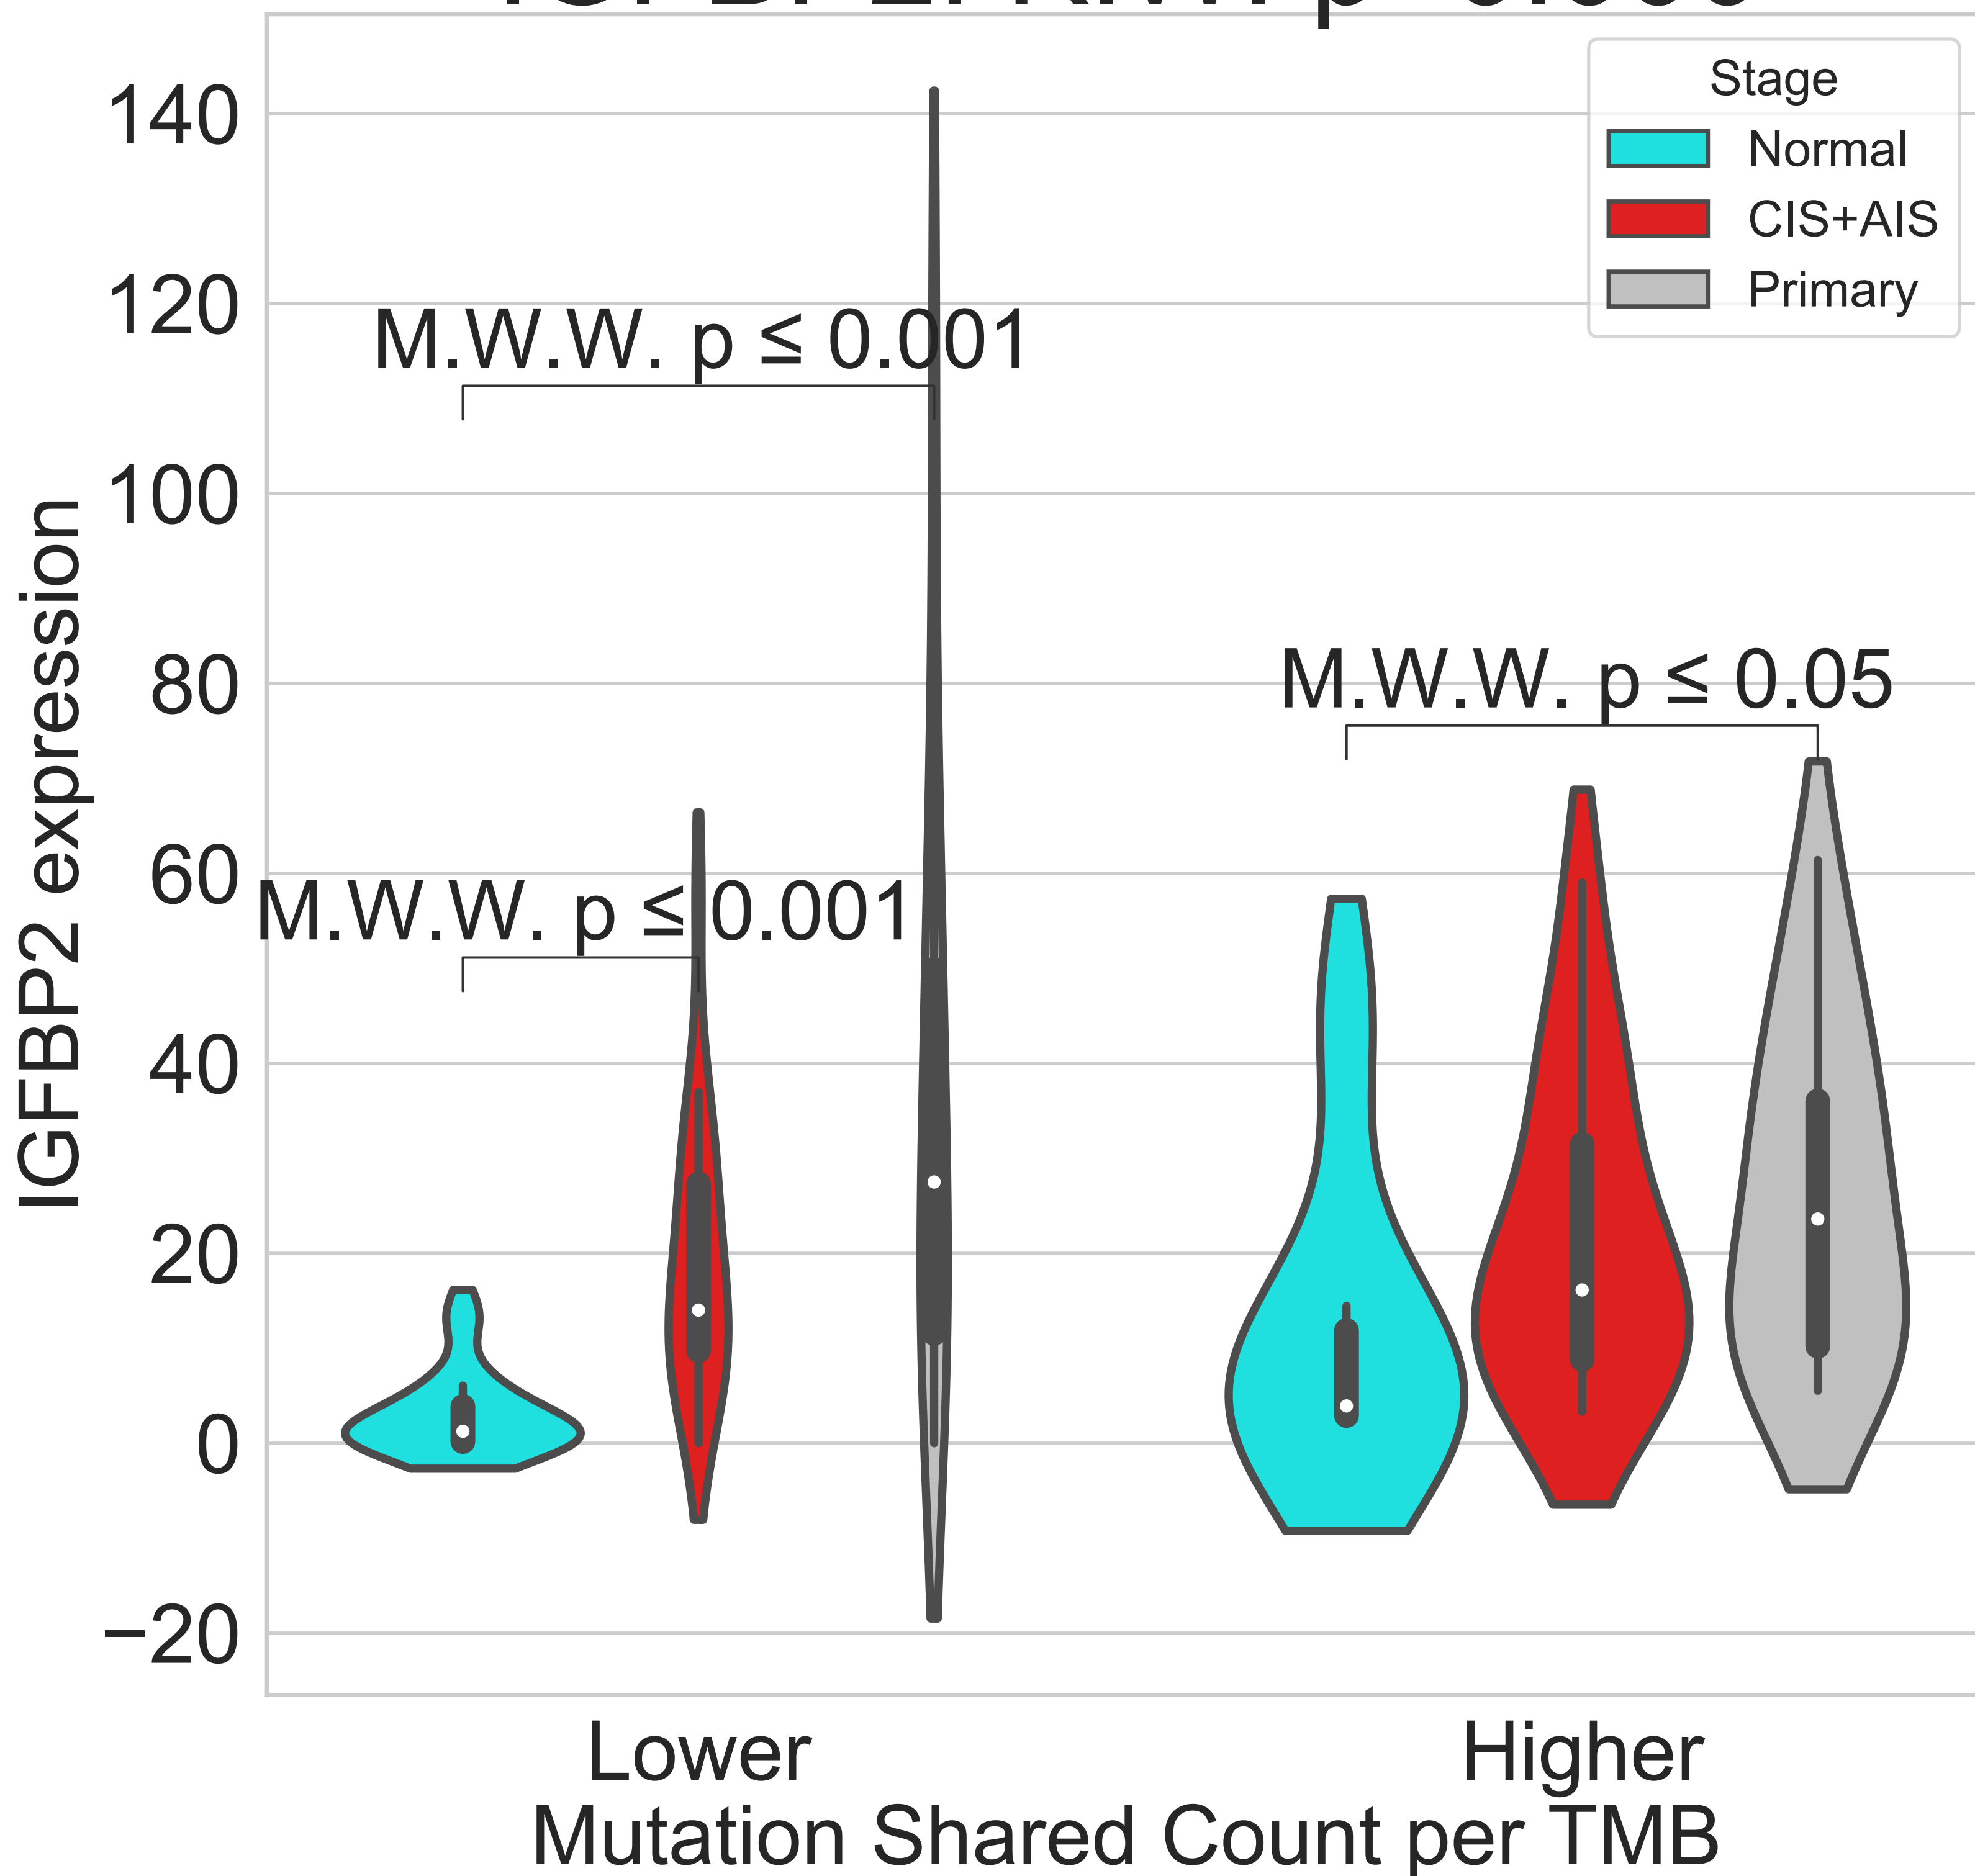 Stage
Normal
CIS+AIS
Primary
140
120
100
80
60
40
20
0
−20
IGFBP2 expression
M.W.W. p ≤ 0.001
M.W.W. p ≤ 0.001
M.W.W. p ≤ 0.05
Lower
Higher
Mutation Shared Count per TMB